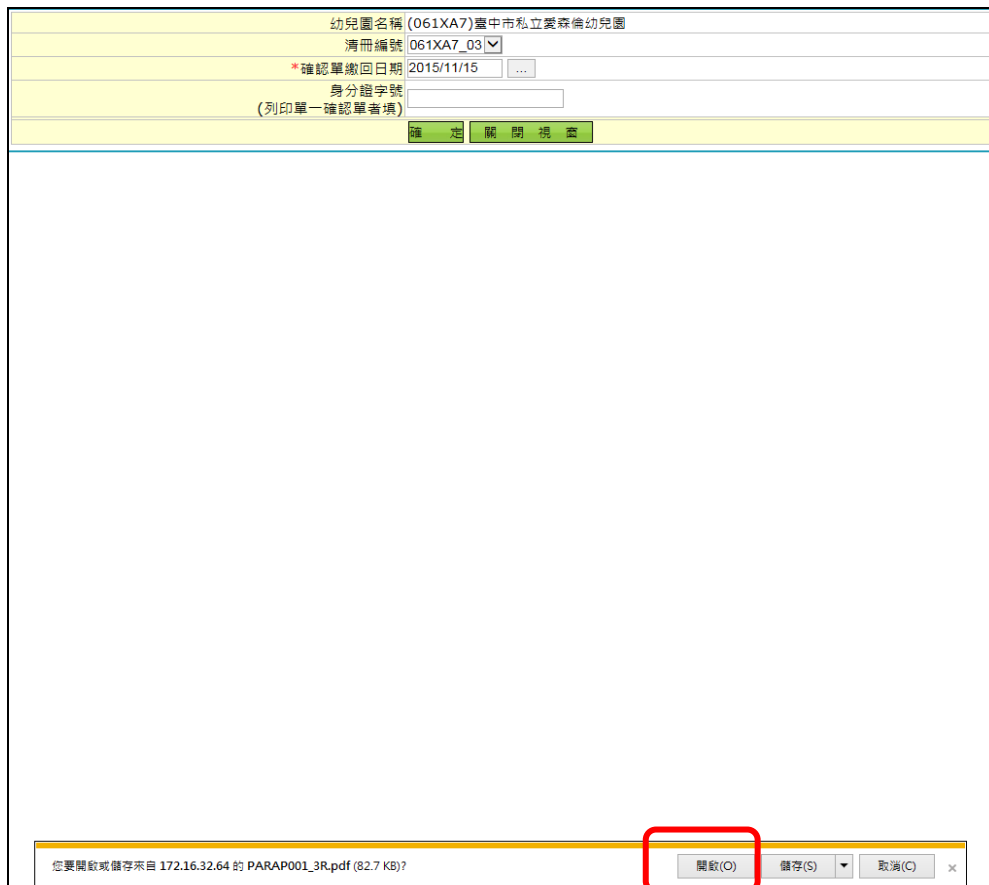 幼兒園名稱 (061XA7)臺中市私立愛森倫幼兒園
清冊編號 061XA7_03
*確認單繳回日期 2015/11/15 ...
身分證字號
(列印單一確認單者填)
確 定 關 閉 視 窗
您要開啟或儲存來自 172.16.32.64 的 PARAP001_3R.pdf (82.7 KB)? 開啟(O) 儲存(S) 取消(C) ×